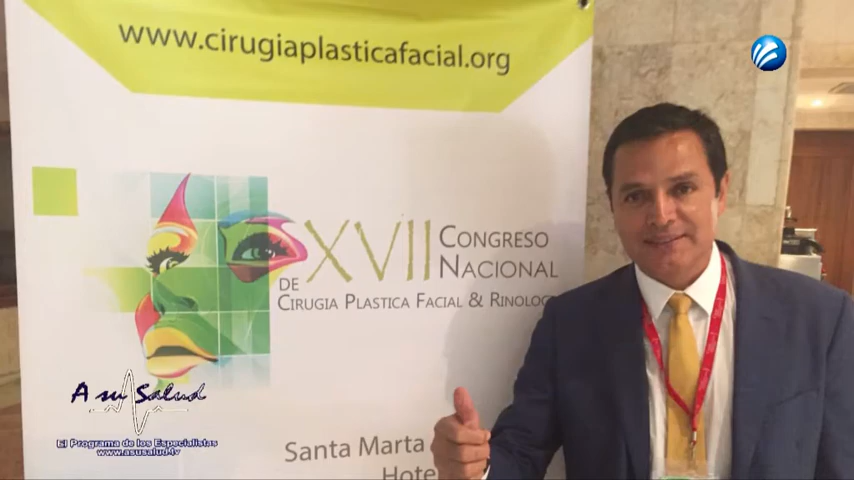 www.cirugiaplasticafacial.org
XVII CONGRESO
NACIONAL
DE
CIRUGIA PLASTICA FACIAL & RINOLOG
Santa Marta
Hote
A su Salud
El Programa de los Especialistas
www.asusalud.tv